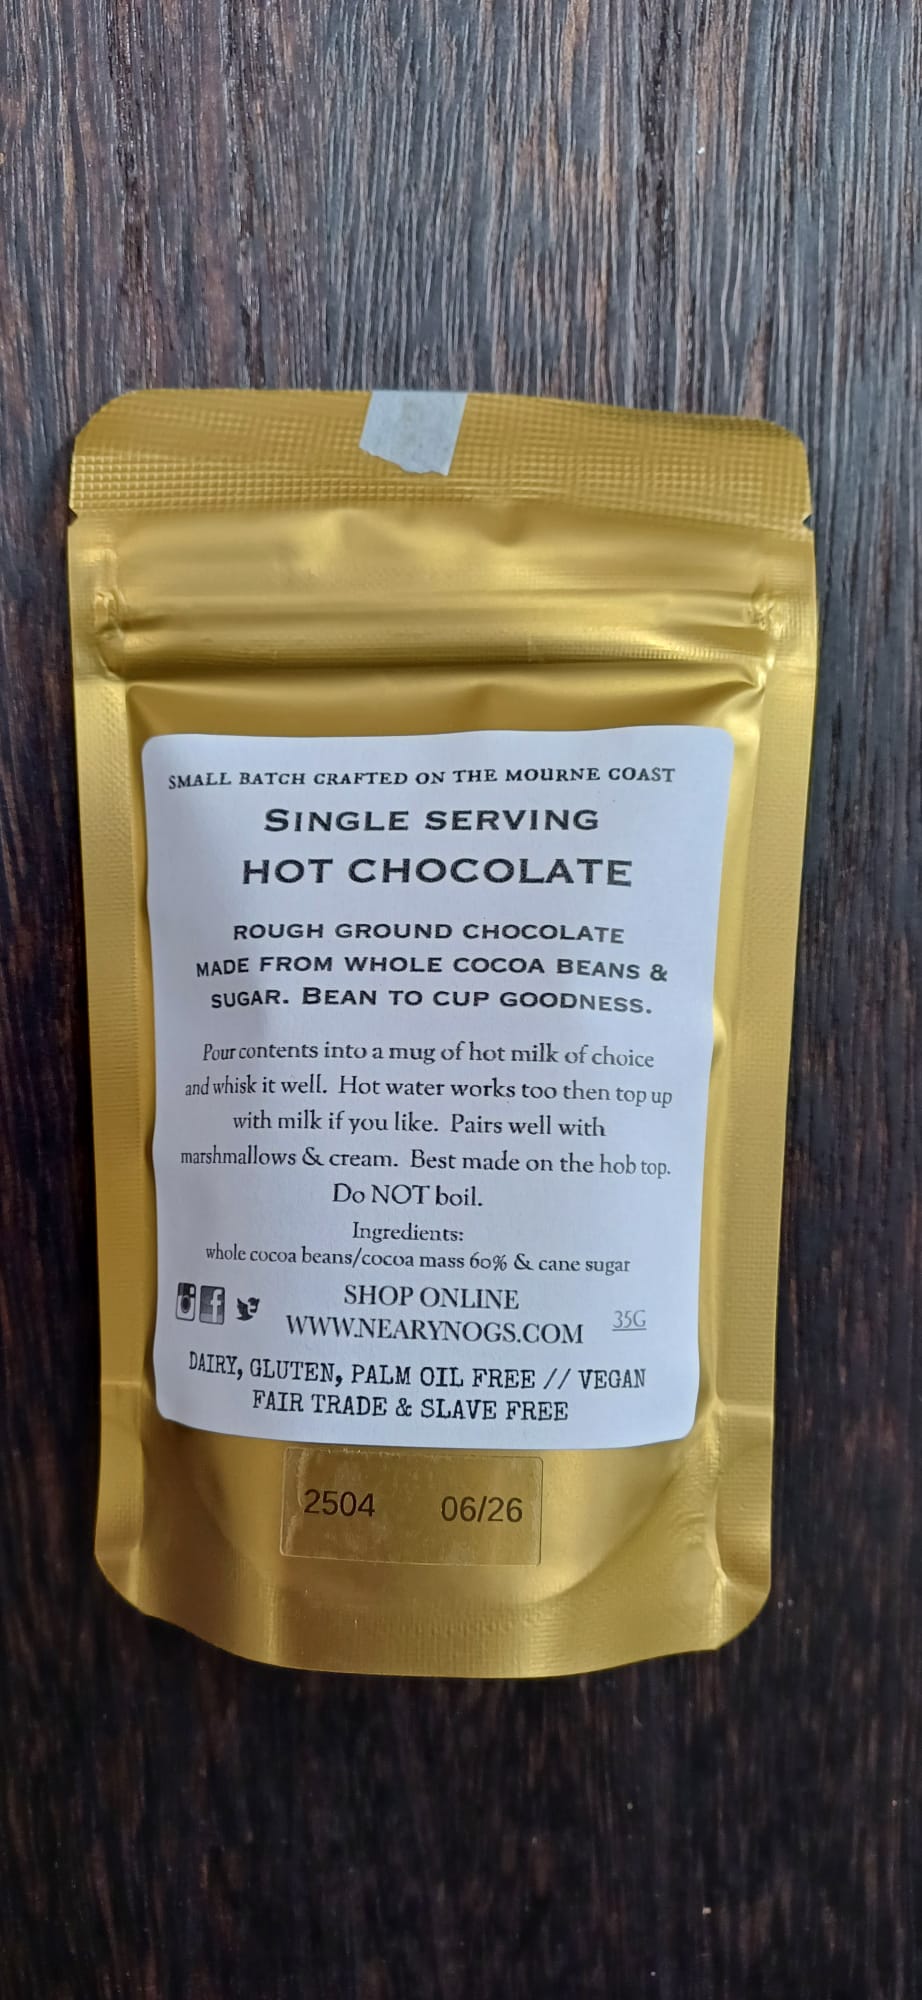 SMALL BATCH CRAFTED ON THE MOURNE COAST
SINGLE SERVING
HOT CHOCOLATE
ROUGH GROUND CHOCOLATE
MADE FROM WHOLE COCOA BEANS &
SUGAR. BEAN TO CUP GOODNESS.
Pour contents into a mug of hot milk of choice
and whisk it well. Hot water works too then top up
with milk if you like. Pairs well with
marshmallows & cream. Best made on the hob top.
Do NOT boil.
Ingredients:
whole cocoa beans/cocoa mass 60% & cane sugar
SHOP ONLINE
WWW.NEARYNOGS.COM 35G
DAIRY, GLUTEN, PALM OIL FREE // VEGAN
FAIR TRADE & SLAVE FREE
2504 06/26